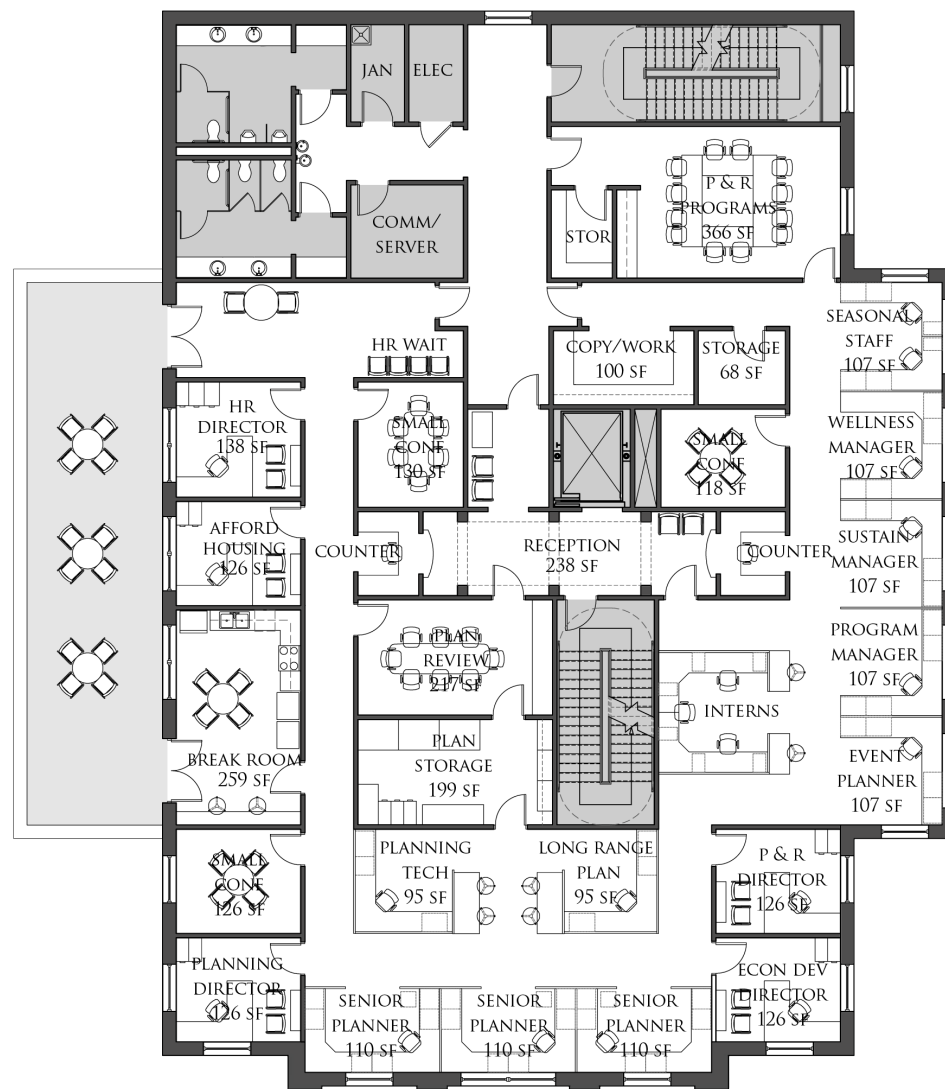 JAN
ELEC
COMM/
SERVER
P & R
PROGRAMS
366 SF
STOR
HR WAIT
COPY/WORK
100 SF
STORAGE
68 SF
SEASONAL
STAFF
107 SF
HR
DIRECTOR
138 SF
SMALL
CONF
130 SF
SMALL
CONF
118 SF
WELLNESS
MANAGER
107 SF
AFFORD
HOUSING
126 SF
COUNTER
RECEPTION
238 SF
COUNTER
SUSTAIN
MANAGER
107 SF
PLAN
REVIEW
217 SF
INTERNS
PROGRAM
MANAGER
107 SF
BREAK ROOM
259 SF
PLAN
STORAGE
199 SF
EVENT
PLANNER
107 SF
SMALL
CONF
126 SF
PLANNING
TECH
95 SF
LONG RANGE
PLAN
95 SF
P & R
DIRECTOR
126 SF
PLANNING
DIRECTOR
126 SF
SENIOR
PLANNER
110 SF
SENIOR
PLANNER
110 SF
SENIOR
PLANNER
110 SF
ECON DEV
DIRECTOR
126 SF